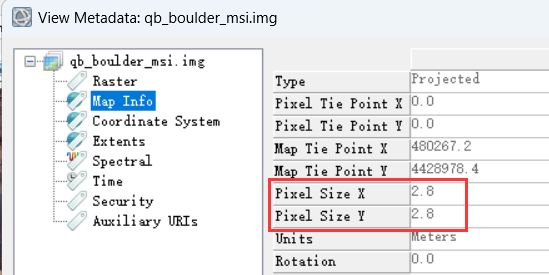 View Metadata: qb_boulder_msi.img
qb_boulder_msi.img
Raster
Map Info
Coordinate System
Extents
Spectral
Time
Security
Auxiliary URIs
Type Projected
Pixel Tie Point X 0.0
Pixel Tie Point Y 0.0
Map Tie Point X 480267.2
Map Tie Point Y 4428978.4
Pixel Size X 2.8
Pixel Size Y 2.8
Units Meters
Rotation 0.0